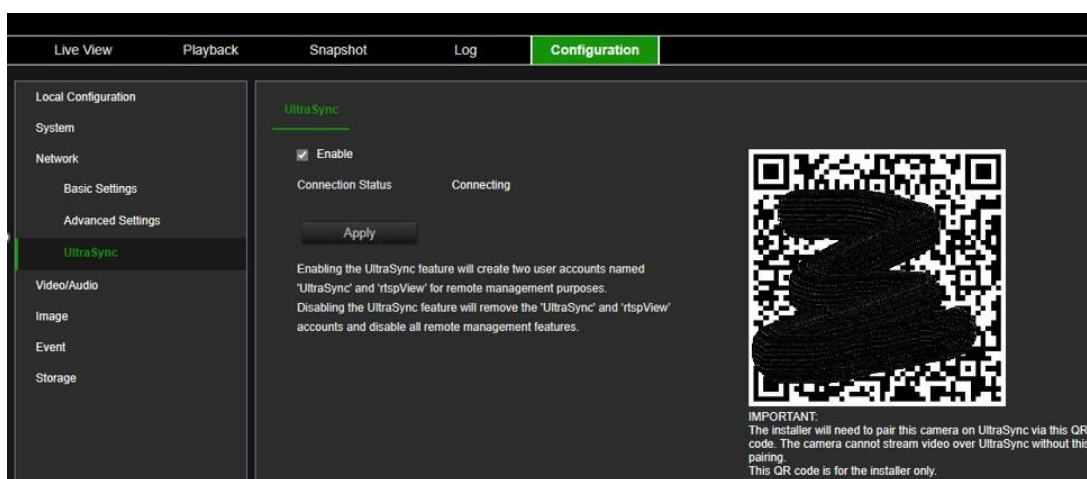 Live View Playback Snapshot Log Configuration
Local Configuration
System
Network
Basic Settings
Advanced Settings
UltraSync
Video/Audio
Image
Event
Storage
UltraSync
Enable
Connection Status Connecting
Apply
Enabling the UltraSync feature will create two user accounts named
'UltraSync' and 'rtspView' for remote management purposes.
Disabling the UltraSync feature will remove the 'UltraSync' and 'rtspView'
accounts and disable all remote management features.
IMPORTANT:
The installer will need to pair this camera on UltraSync via this QR
code. The camera cannot stream video over UltraSync without this
pairing.
This QR code is for the installer only.